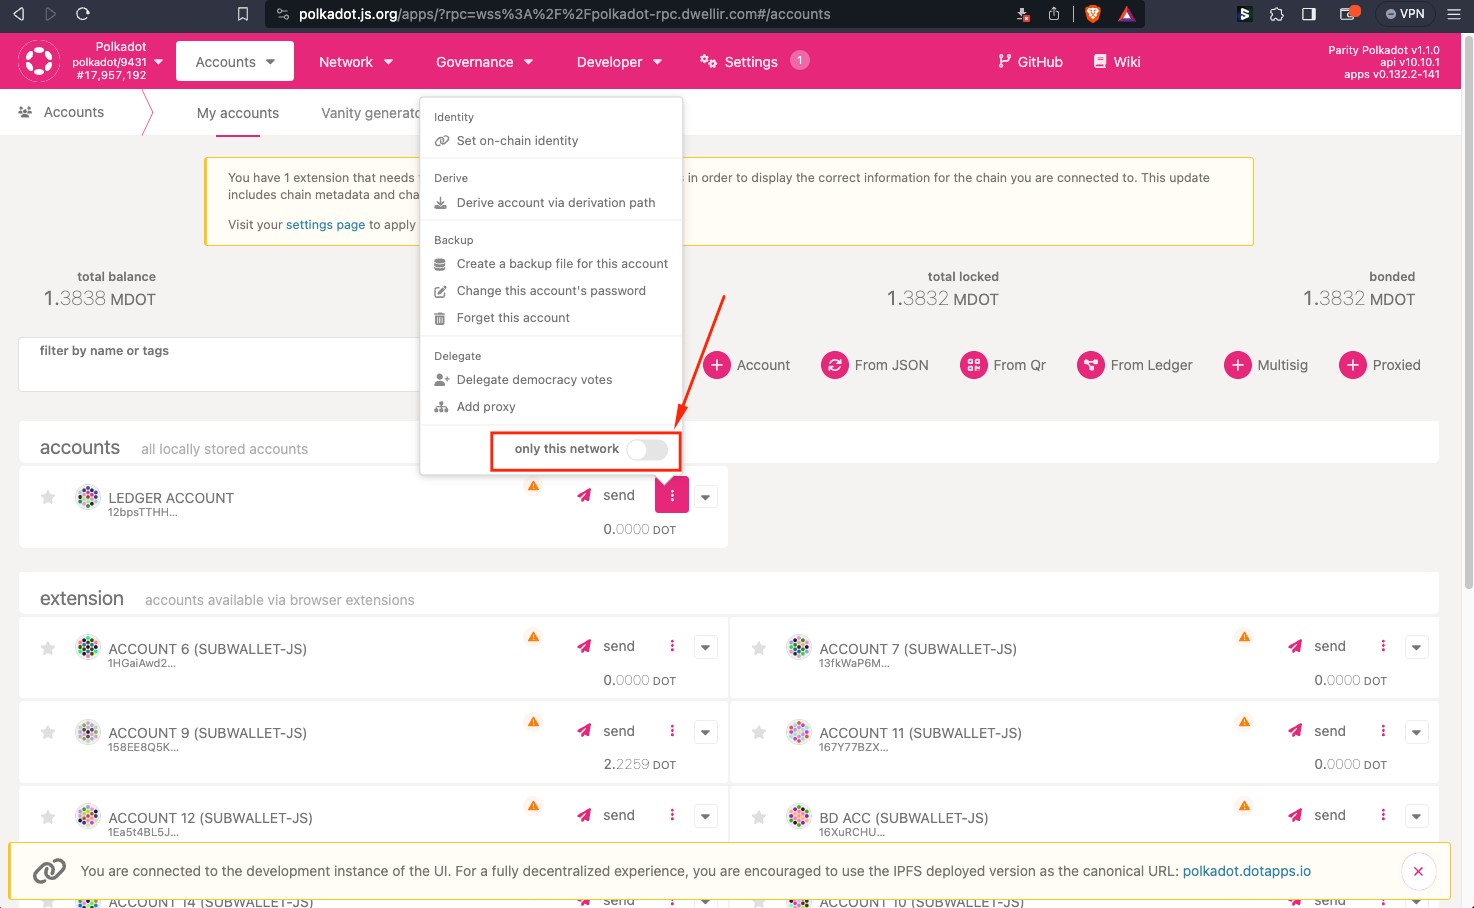 polkadot.js.org/apps/?rpc=wss%3A%2F%2Fpolkadot-rpc.dwellir.com#/accounts
VPN
Polkadot
polkadot/9431
#17,957,192
Accounts
Network
Governance
Developer
Settings
1
GitHub
Wiki
Parity Polkadot v1.1.0
api v10.10.1
apps v0.132.2-141
Accounts
My accounts
Vanity generato
You have 1 extension that needs
s in order to display the correct information for the chain you are connected to. This update
includes chain metadata and cha
Visit your settings page to apply
Identity
Set on-chain identity
Derive
Derive account via derivation path
Backup
Create a backup file for this account
Change this account's password
Forget this account
Delegate
Delegate democracy votes
Add proxy
only this network
total balance
1.3838 MDOT
total locked
1.3832 MDOT
bonded
1.3832 MDOT
filter by name or tags
Account
From JSON
From Qr
From Ledger
Multisig
Proxied
accounts
all locally stored accounts
LEDGER ACCOUNT
12bpsTTHH...
send
0.0000 DOT
extension
accounts available via browser extensions
ACCOUNT 6 (SUBWALLET-JS)
1HGaiAwd2...
send
0.0000 DOT
ACCOUNT 7 (SUBWALLET-JS)
13fkWaP6M...
send
0.0000 DOT
ACCOUNT 9 (SUBWALLET-JS)
158EE8Q5K...
send
2.2259 DOT
ACCOUNT 11 (SUBWALLET-JS)
167Y77BZX...
send
0.0000 DOT
ACCOUNT 12 (SUBWALLET-JS)
1Ea5t4BL5J...
send
BD ACC (SUBWALLET-JS)
16XuRCHU...
send
You are connected to the development instance of the UI. For a fully decentralized experience, you are encouraged to use the IPFS deployed version as the canonical URL: polkadot.dotapps.io
ACCOUNT 14 (SUBWALLET-JS)
send
ACCOUNT 10 (SUBWALLET-JS)
send